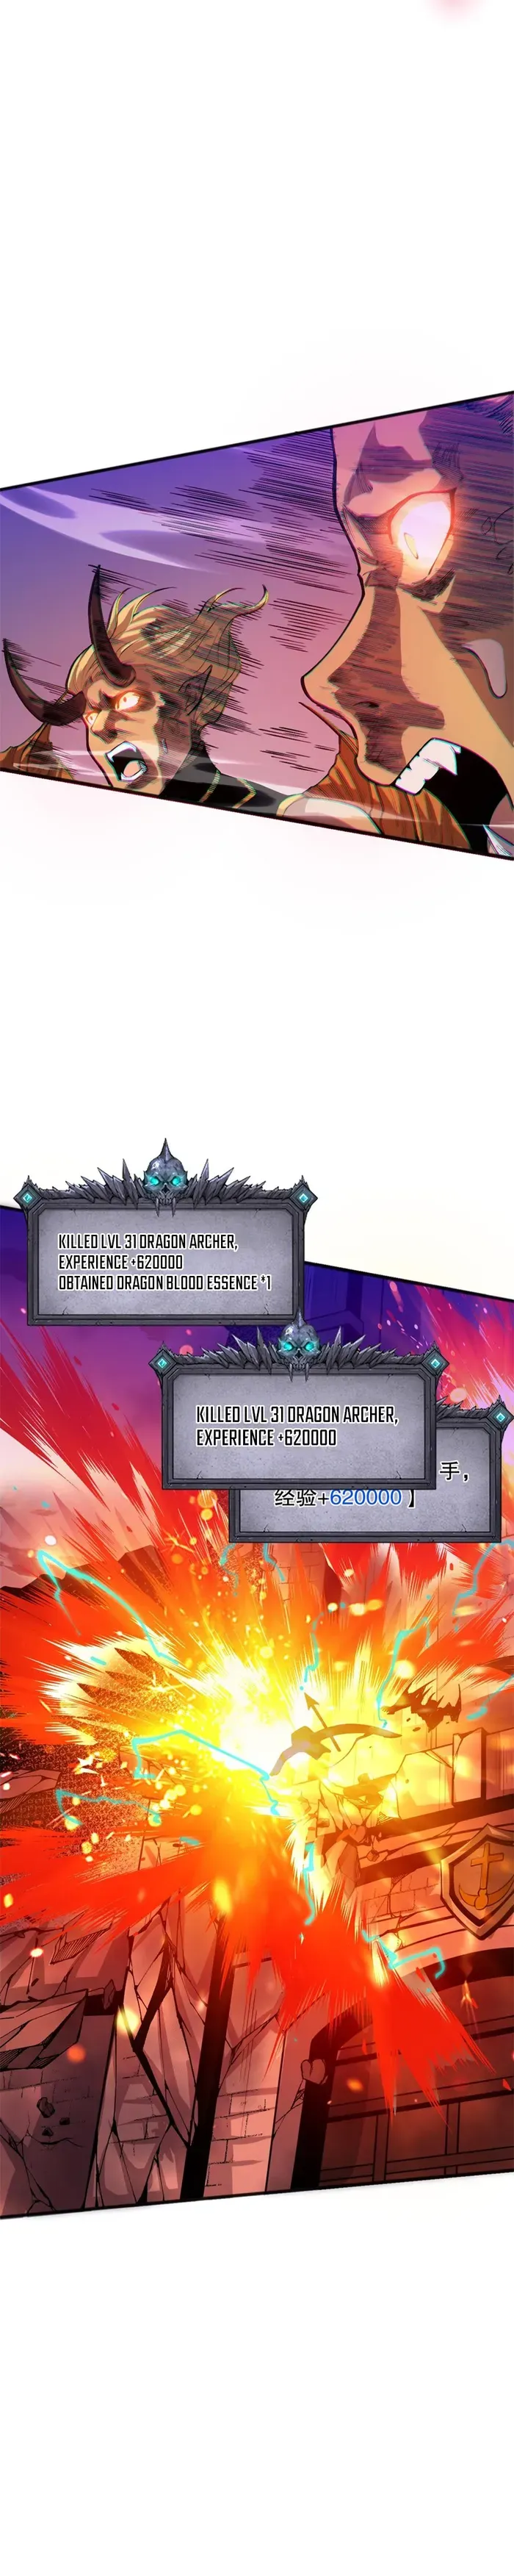 KILLED LVL 31 DRAGON ARCHER,
EXPERIENCE +620000
OBTAINED DRAGON BLOOD ESSENCE *1
KILLED LVL 31 DRAGON ARCHER,
EXPERIENCE +620000
手，
经验+620000】